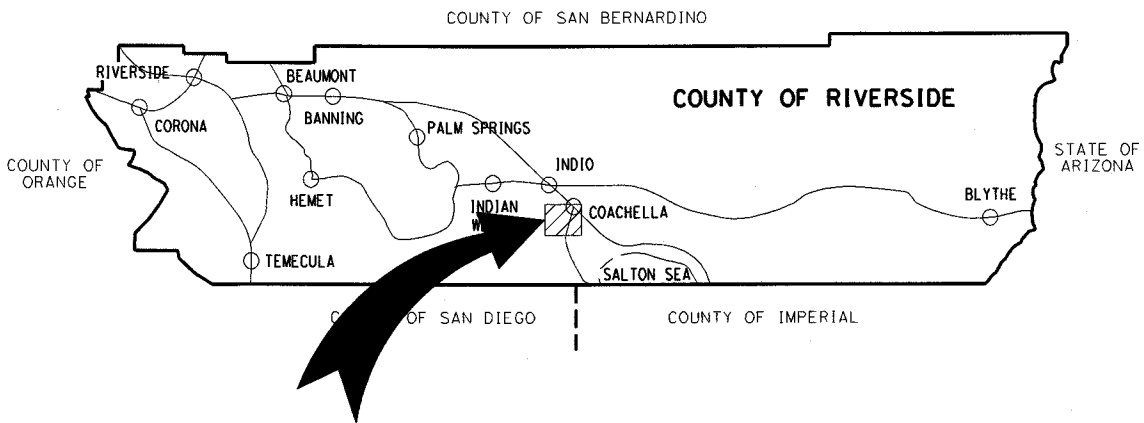 COUNTY OF SAN BERNARDINO
RIVERSIDE
BEAUMONT
COUNTY OF RIVERSIDE
BANNING
CORONA
PALM SPRINGS
STATE OF
ARIZONA
COUNTY OF
ORANGE
INDIO
HEMET
INDIAN
W
COACHELLA
BLYTHE
TEMECULA
SALTON SEA
OF SAN DIEGO
COUNTY OF IMPERIAL